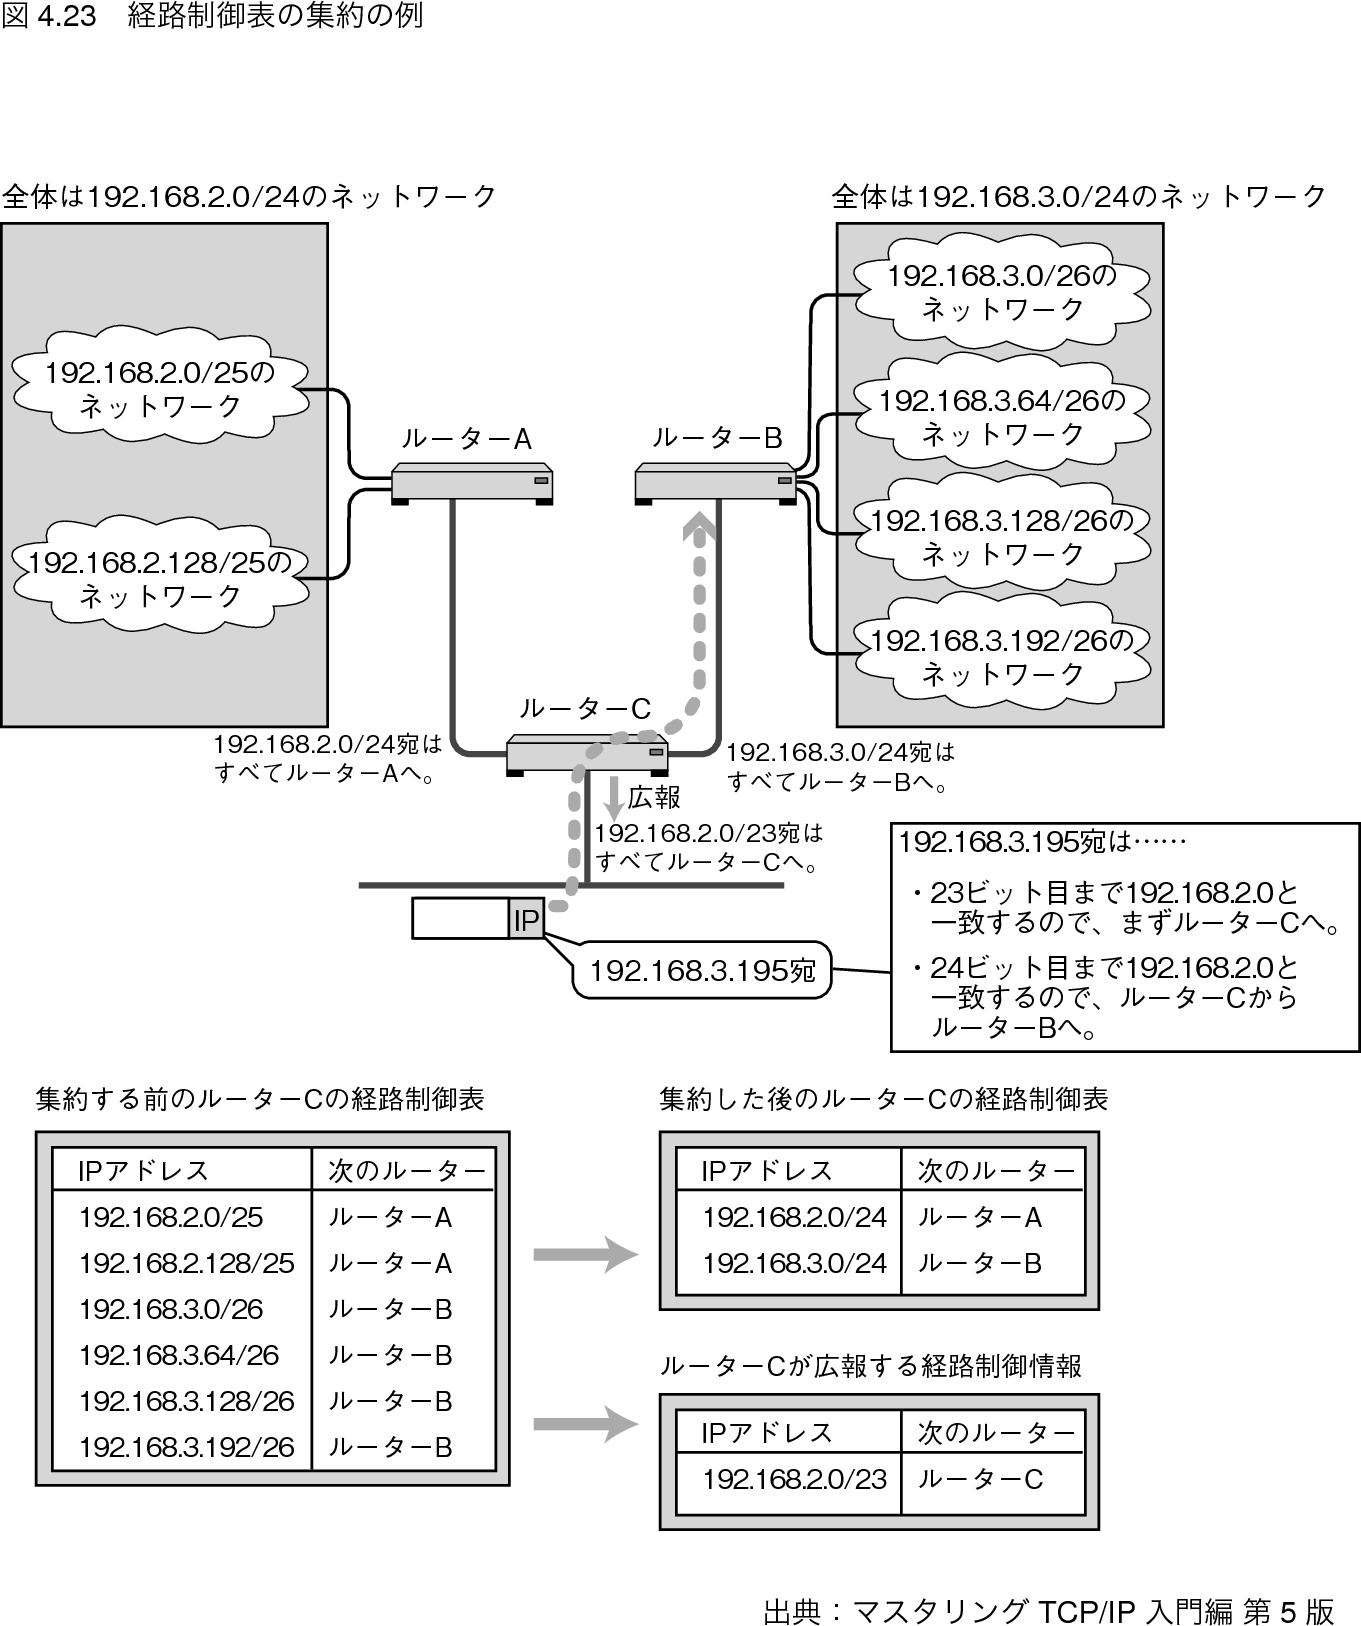 図 4.23　経路制御表の集約の例
全体は192.168.2.0/24のネットワーク
192.168.2.0/25の
ネットワーク
192.168.2.128/25の
ネットワーク
全体は192.168.3.0/24のネットワーク
192.168.3.0/26の
ネットワーク
192.168.3.64/26の
ネットワーク
192.168.3.128/26の
ネットワーク
192.168.3.192/26の
ネットワーク
ルーターA
ルーターB
ルーターC
192.168.2.0/24宛は
すべてルーターAへ。
192.168.3.0/24宛は
すべてルーターBへ。
広報
192.168.2.0/23宛は
すべてルーターCへ。
IP
192.168.3.195宛
192.168.3.195宛は……
・23ビット目まで192.168.2.0と
一致するので、まずルーターCへ。
・24ビット目まで192.168.2.0と
一致するので、ルーターCから
ルーターBへ。
集約する前のルーターCの経路制御表
IPアドレス 次のルーター
192.168.2.0/25 ルーターA
192.168.2.128/25 ルーターA
192.168.3.0/26 ルーターB
192.168.3.64/26 ルーターB
192.168.3.128/26 ルーターB
192.168.3.192/26 ルーターB
集約した後のルーターCの経路制御表
IPアドレス 次のルーター
192.168.2.0/24 ルーターA
192.168.3.0/24 ルーターB
ルーターCが広報する経路制御情報
IPアドレス 次のルーター
192.168.2.0/23 ルーターC
出典：マスタリング TCP/IP 入門編 第 5 版